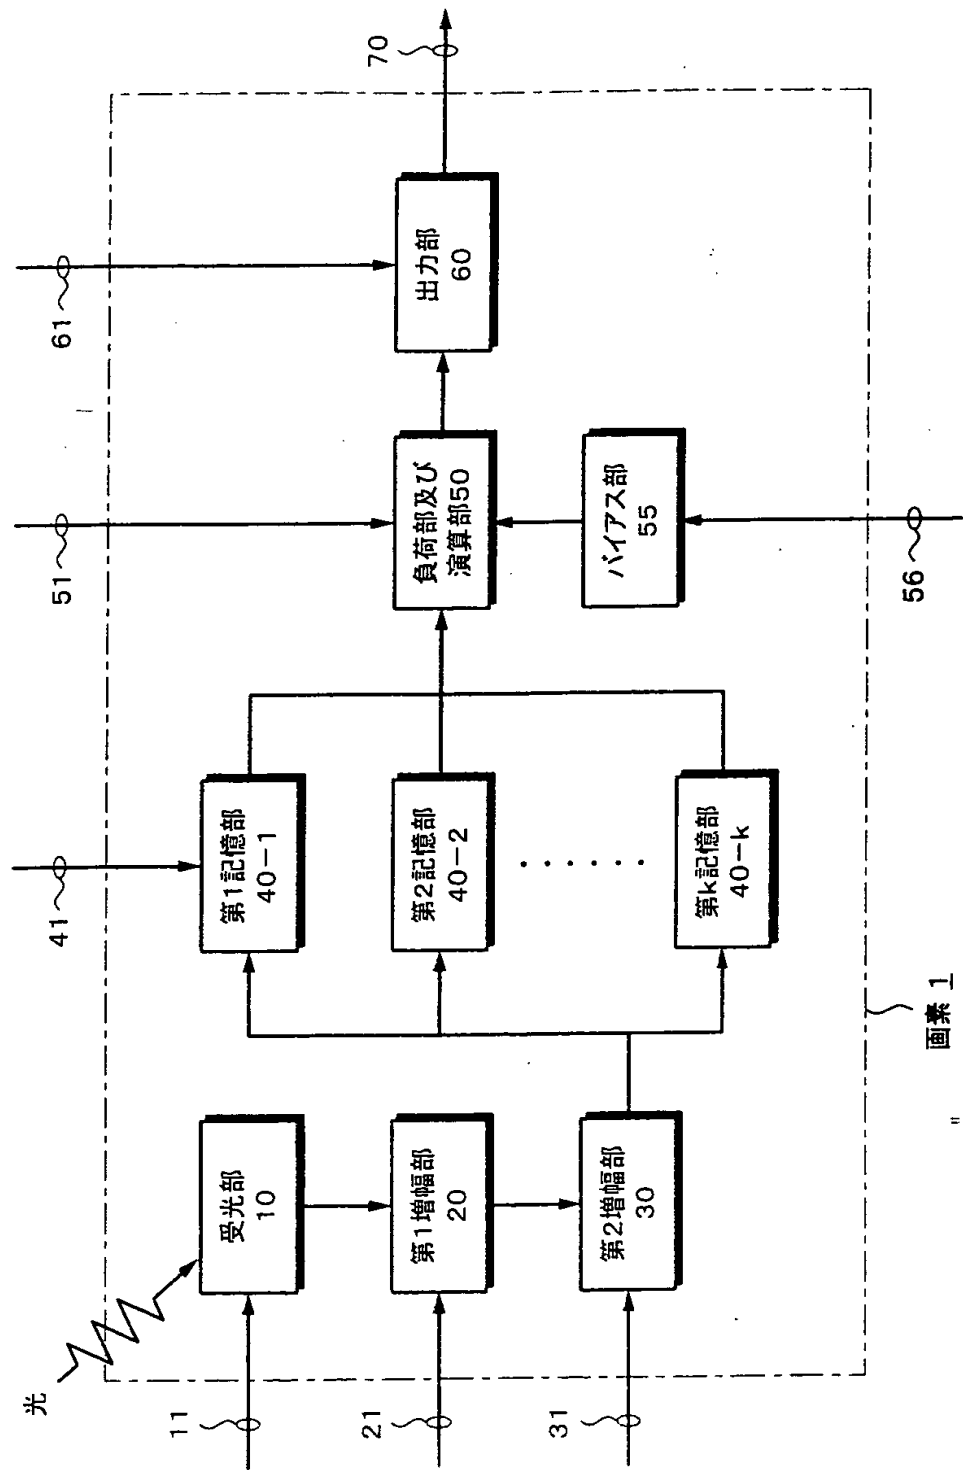 光
11
21
31
受光部
10
第1増幅部
20
第2増幅部
30
41
第1記憶部
40-1
第2記憶部
40-2
······
第k記憶部
40-k
51
負荷部及び
演算部50
バイアス部
55
56
61
出力部
60
70
画素 1